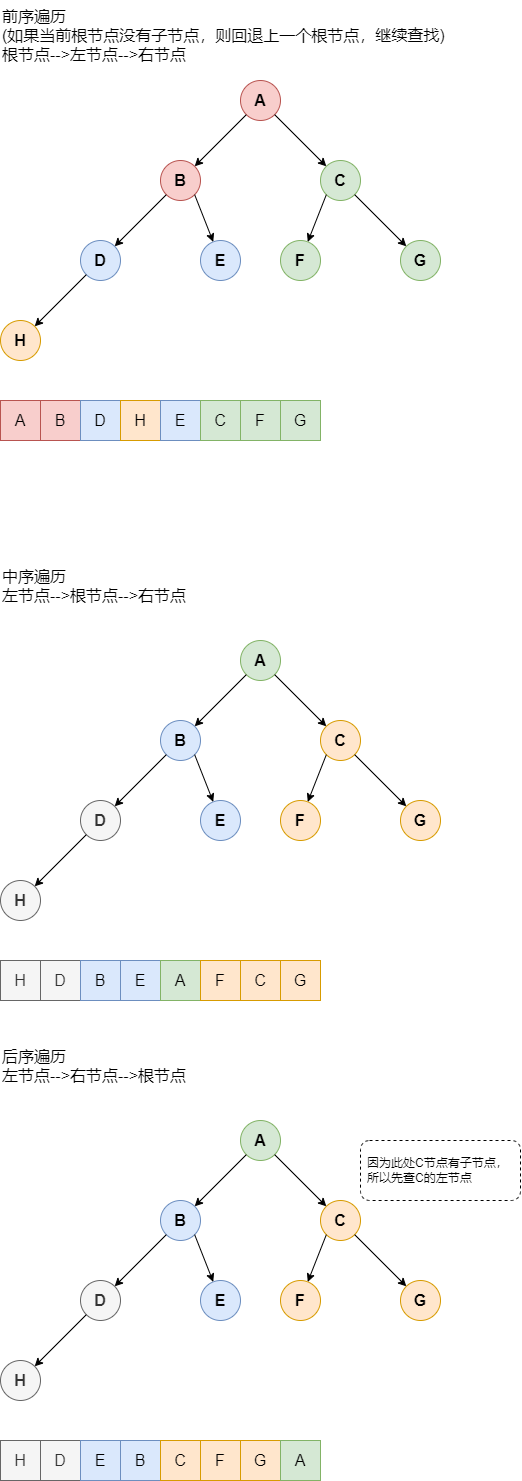 前序遍历
(如果当前根节点没有子节点，则回退上一个根节点，继续查找)
根节点-->左节点-->右节点
A
B C
D E F G
H
A B D H E C F G
中序遍历
左节点-->根节点-->右节点
A
B C
D E F G
H
H D B E A F C G
后序遍历
左节点-->右节点-->根节点
A
因为此处C节点有子节点，
所以先查C的左节点
B C
D E F G
H
H D E B C F G A